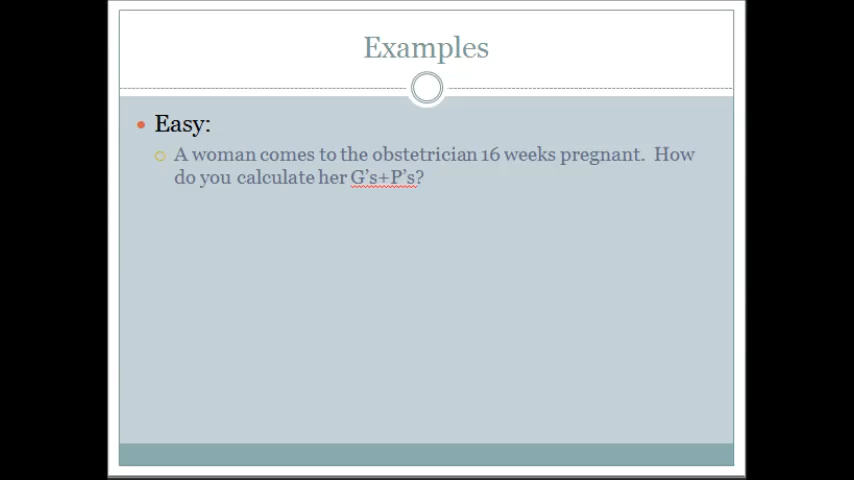 Examples
Easy:
A woman comes to the obstetrician 16 weeks pregnant. How
do you calculate her G's+P's?